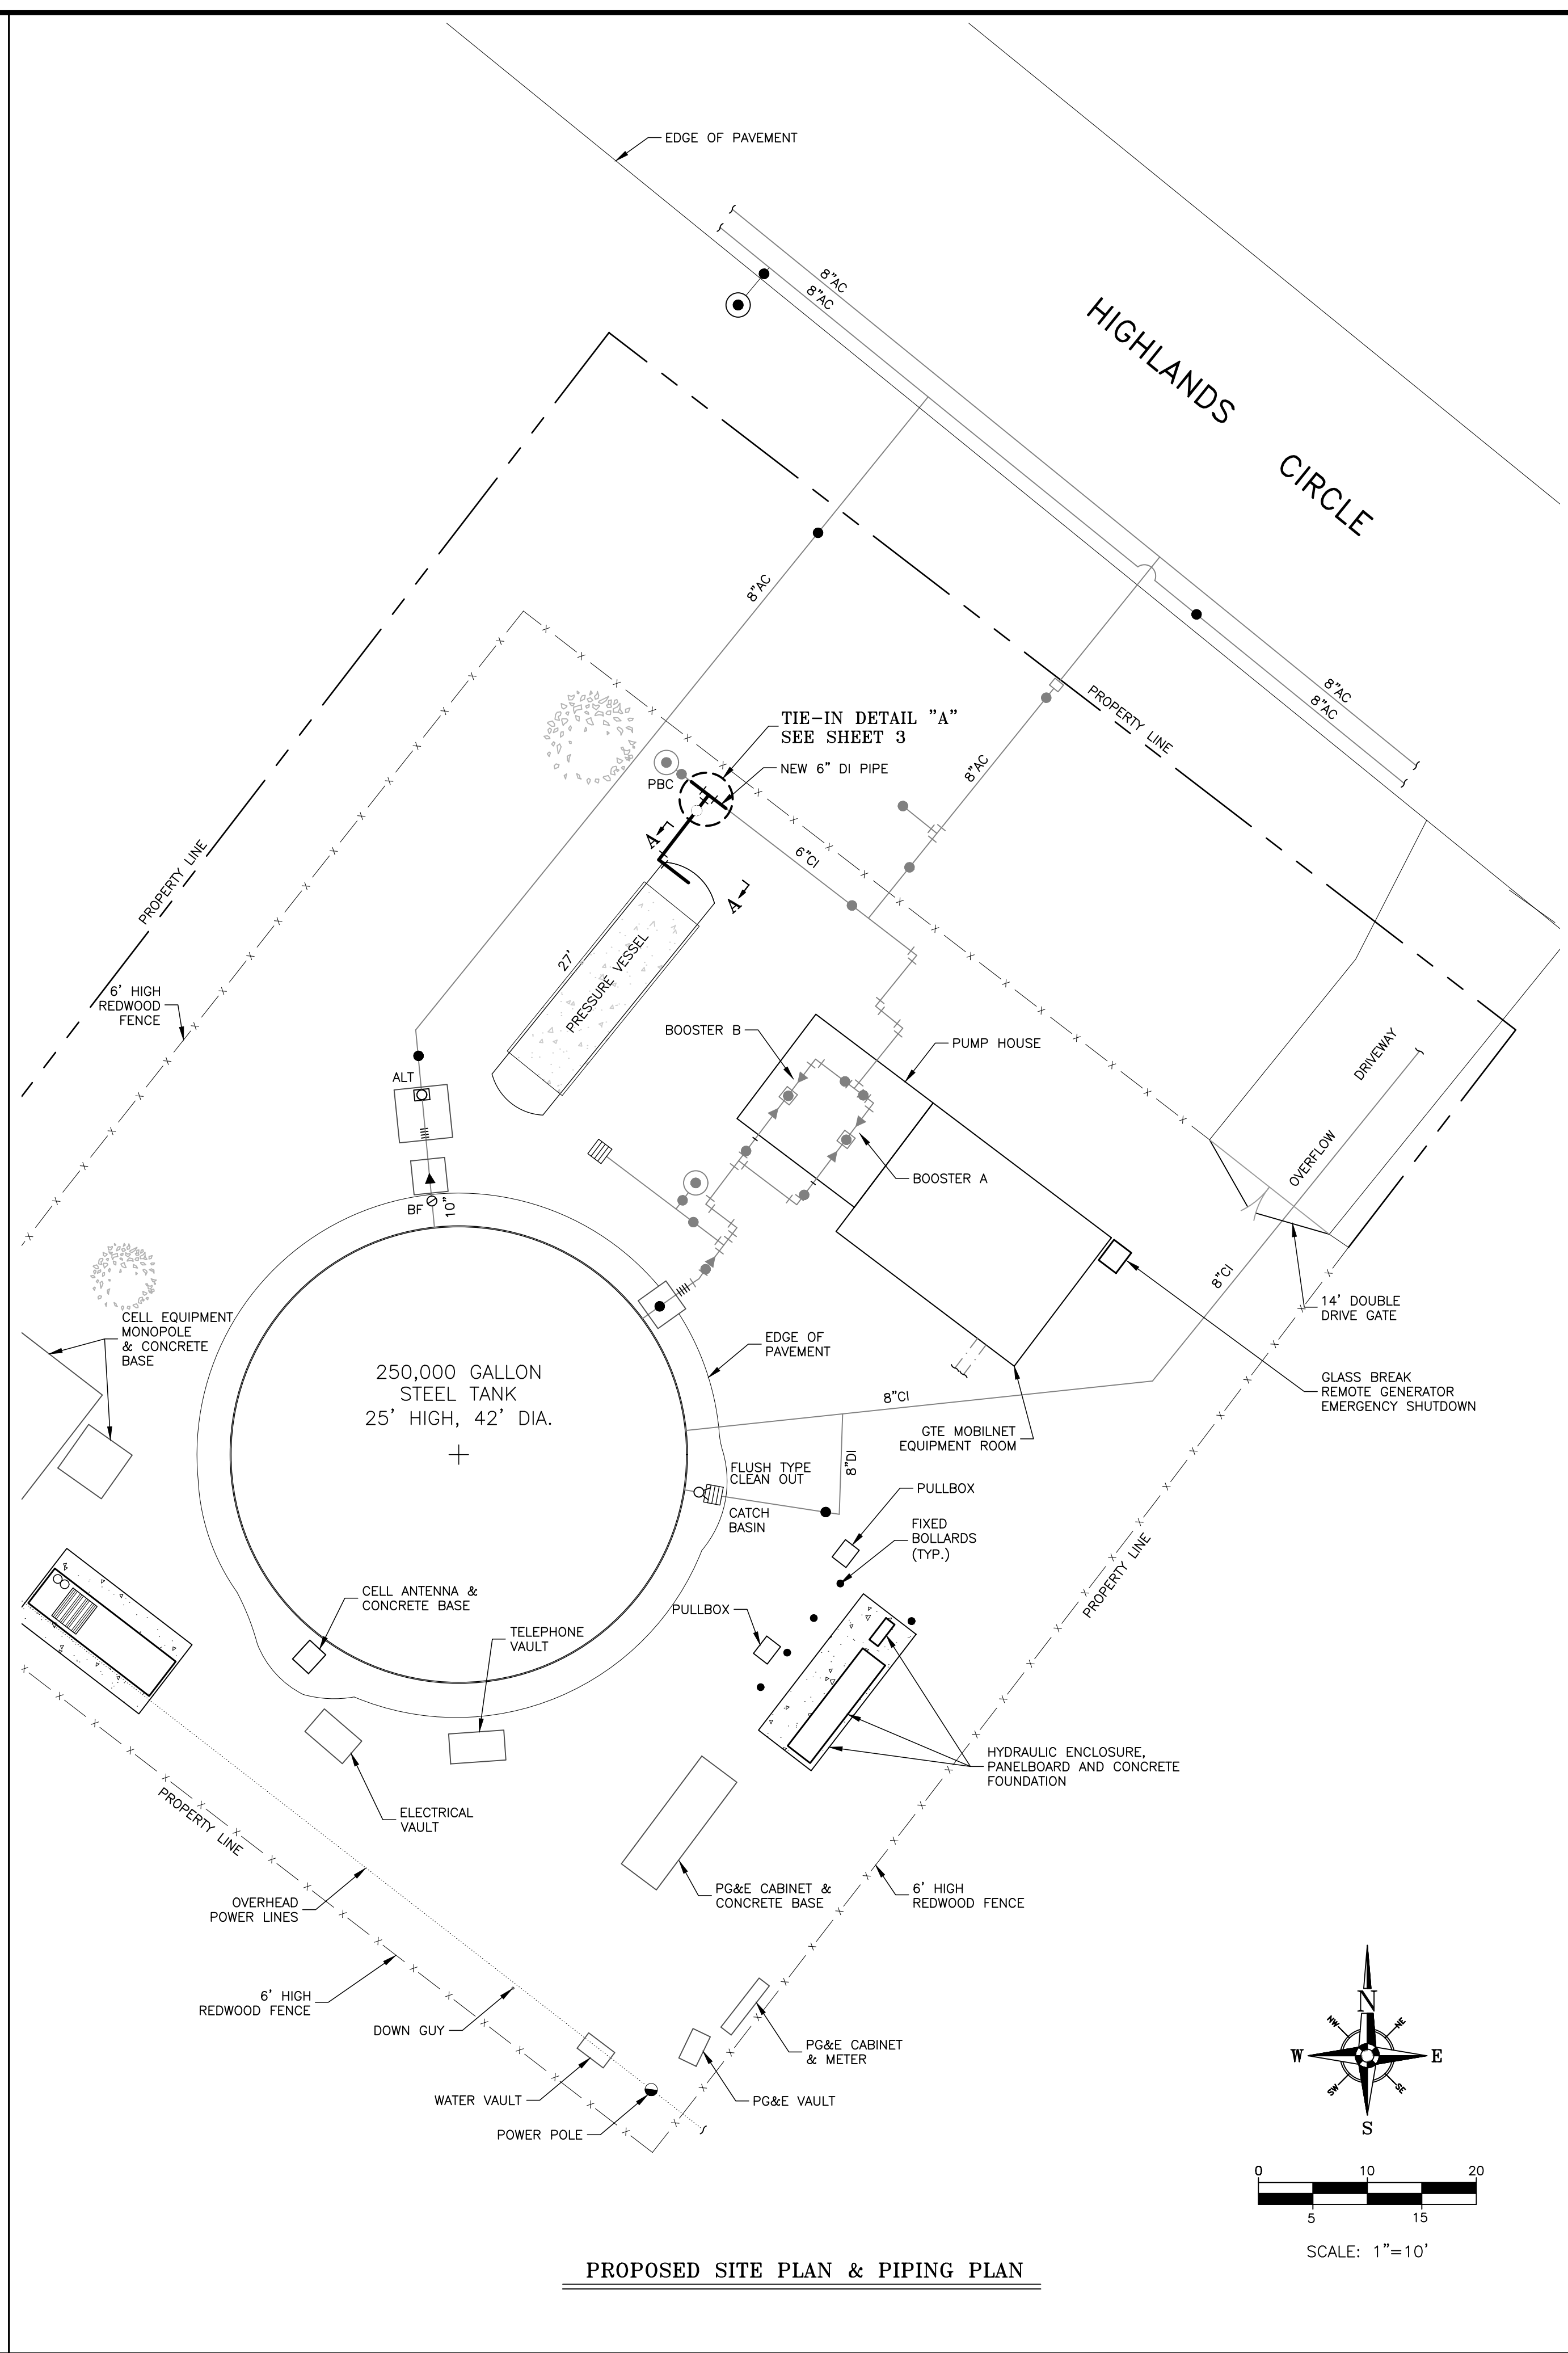 EDGE OF PAVEMENT
8"AC
8"AC
HIGHLANDS
CIRCLE
8"AC
8"AC
8"AC
PROPERTY LINE
TIE-IN DETAIL "A"
SEE SHEET 3
NEW 6" DI PIPE
PBC
8"AC
A
6"CI
A
PROPERTY LINE
27'
PRESSURE VESSEL
6' HIGH
REDWOOD
FENCE
BOOSTER B
PUMP HOUSE
DRIVEWAY
ALT
OVERFLOW
BOOSTER A
BF
10"
8"CI
14' DOUBLE
DRIVE GATE
CELL EQUIPMENT
MONOPOLE
& CONCRETE
BASE
EDGE OF
PAVEMENT
250,000 GALLON
STEEL TANK
25' HIGH, 42' DIA.
GLASS BREAK
REMOTE GENERATOR
EMERGENCY SHUTDOWN
8"CI
GTE MOBILNET
EQUIPMENT ROOM
8"DI
FLUSH TYPE
CLEAN OUT
PULLBOX
CATCH
BASIN
FIXED
BOLLARDS
(TYP.)
PROPERTY LINE
CELL ANTENNA &
CONCRETE BASE
PULLBOX
TELEPHONE
VAULT
HYDRAULIC ENCLOSURE,
PANELBOARD AND CONCRETE
FOUNDATION
PROPERTY LINE
ELECTRICAL
VAULT
PG&E CABINET &
CONCRETE BASE
6' HIGH
REDWOOD FENCE
OVERHEAD
POWER LINES
6' HIGH
REDWOOD FENCE
DOWN GUY
PG&E CABINET
& METER
WATER VAULT
PG&E VAULT
POWER POLE
N
NW
NE
W
E
SW
SE
S
0 10 20
5 15
SCALE: 1"=10'
PROPOSED SITE PLAN & PIPING PLAN